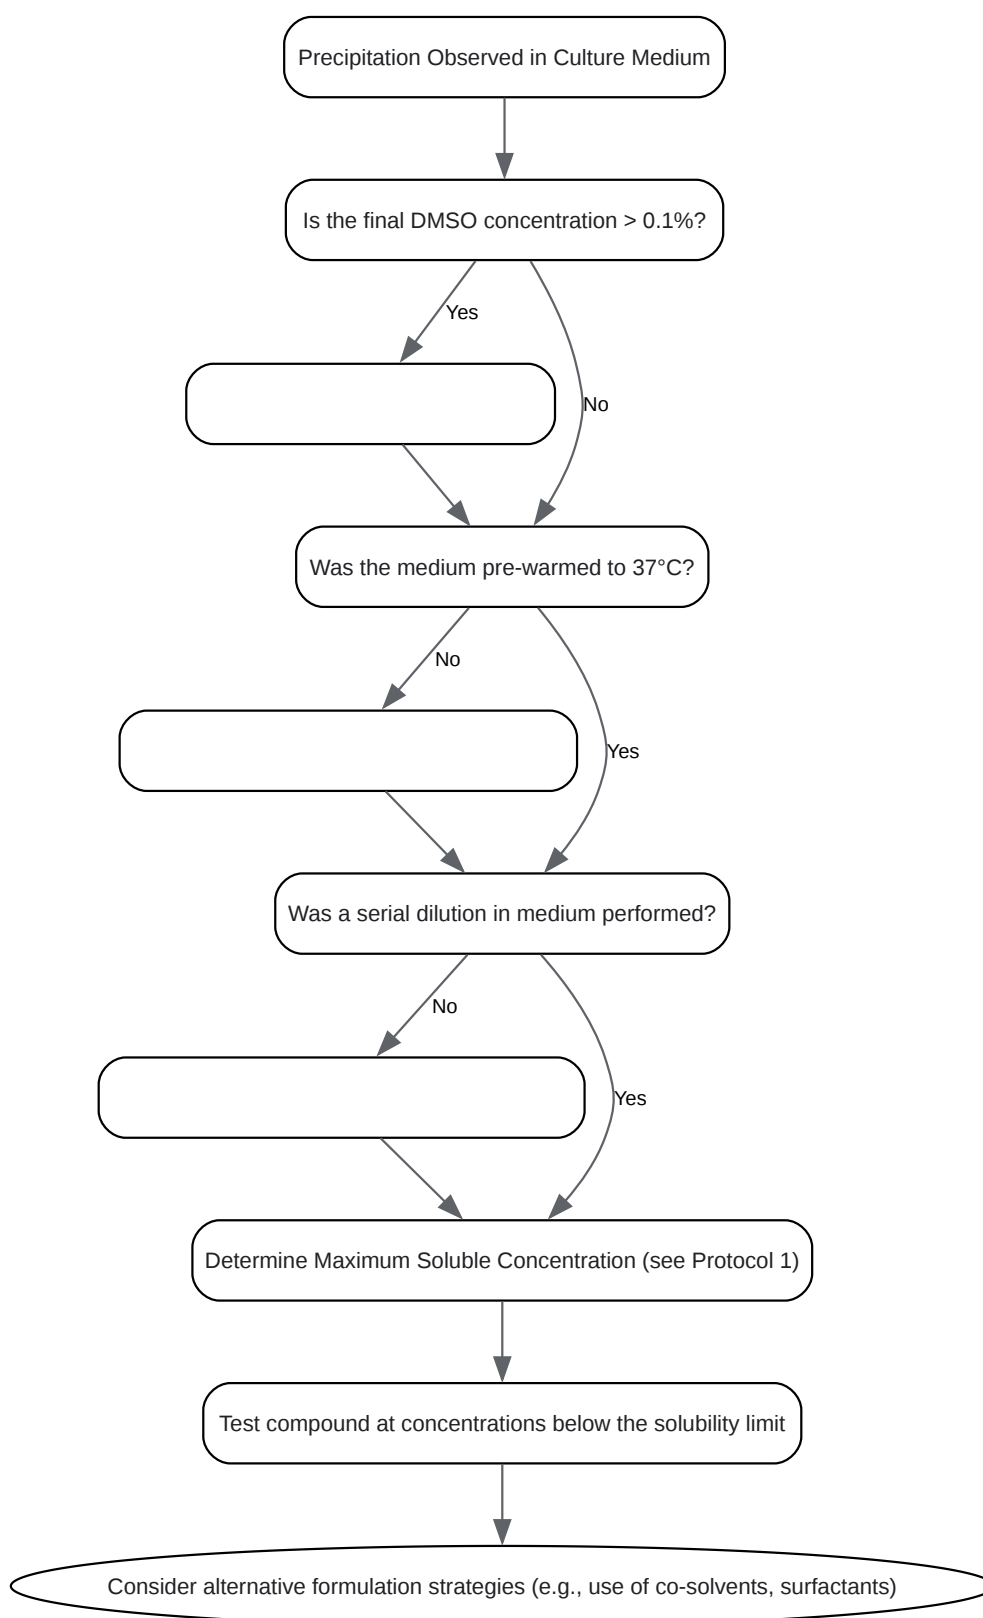 Precipitation Observed in Culture Medium
Is the final DMSO concentration > 0.1%?
Yes
No
Was the medium pre-warmed to 37°C?
No
Yes
Was a serial dilution in medium performed?
No
Yes
Determine Maximum Soluble Concentration (see Protocol 1)
Test compound at concentrations below the solubility limit
Consider alternative formulation strategies (e.g., use of co-solvents, surfactants)